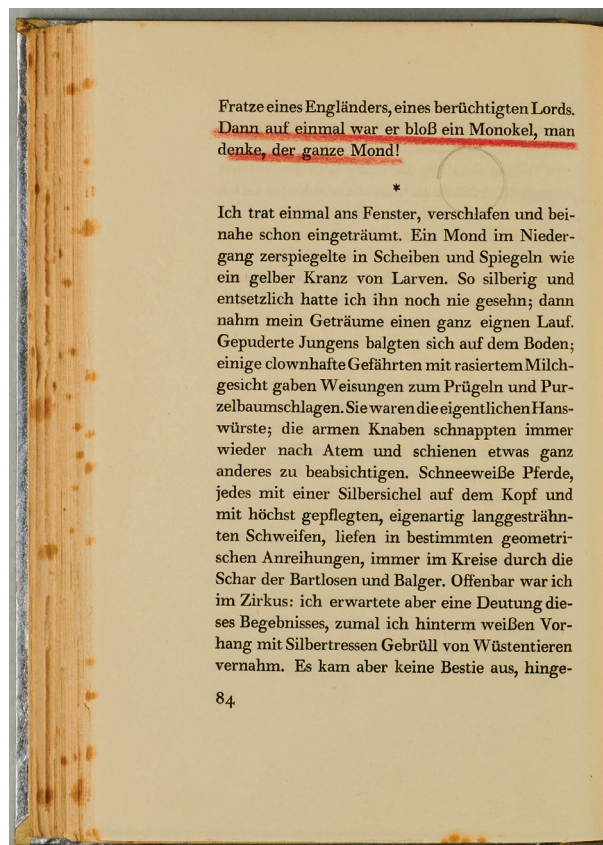 Fratze eines Engländers, eines berüchtigten Lords.
Dann auf einmal war er bloß ein Monokel, man
denke, der ganze Mond!
*
Ich trat einmal ans Fenster, verschlafen und bei-
nahe schon eingeträumt. Ein Mond im Nieder-
gang zerspiegelte in Scheiben und Spiegeln wie
ein gelber Kranz von Larven. So silberig und
entsetzlich hatte ich ihn noch nie gesehn; dann
nahm mein Geträume einen ganz eignen Lauf.
Gepuderte Jungens balgten sich auf dem Boden;
einige clownhafte Gefährten mit rasiertem Milch-
gesicht gaben Weisungen zum Prügeln und Pur-
zelbaumschlagen. Sie waren die eigentlichen Hans-
würste; die armen Knaben schnappten immer
wieder nach Atem und schienen etwas ganz
anderes zu beabsichtigen. Schneeweiße Pferde,
jedes mit einer Silbersichel auf dem Kopf und
mit höchst gepflegten, eigenartig langgesträhn-
ten Schweifen, liefen in bestimmten geometri-
schen Anreihungen, immer im Kreise durch die
Schar der Bartlosen und Balger. Offenbar war ich
im Zirkus: ich erwartete aber eine Deutung die-
ses Begebnisses, zumal ich hinterm weißen Vor-
hang mit Silbertressen Gebrüll von Wüstentieren
vernahm. Es kam aber keine Bestie aus, hinge-
84